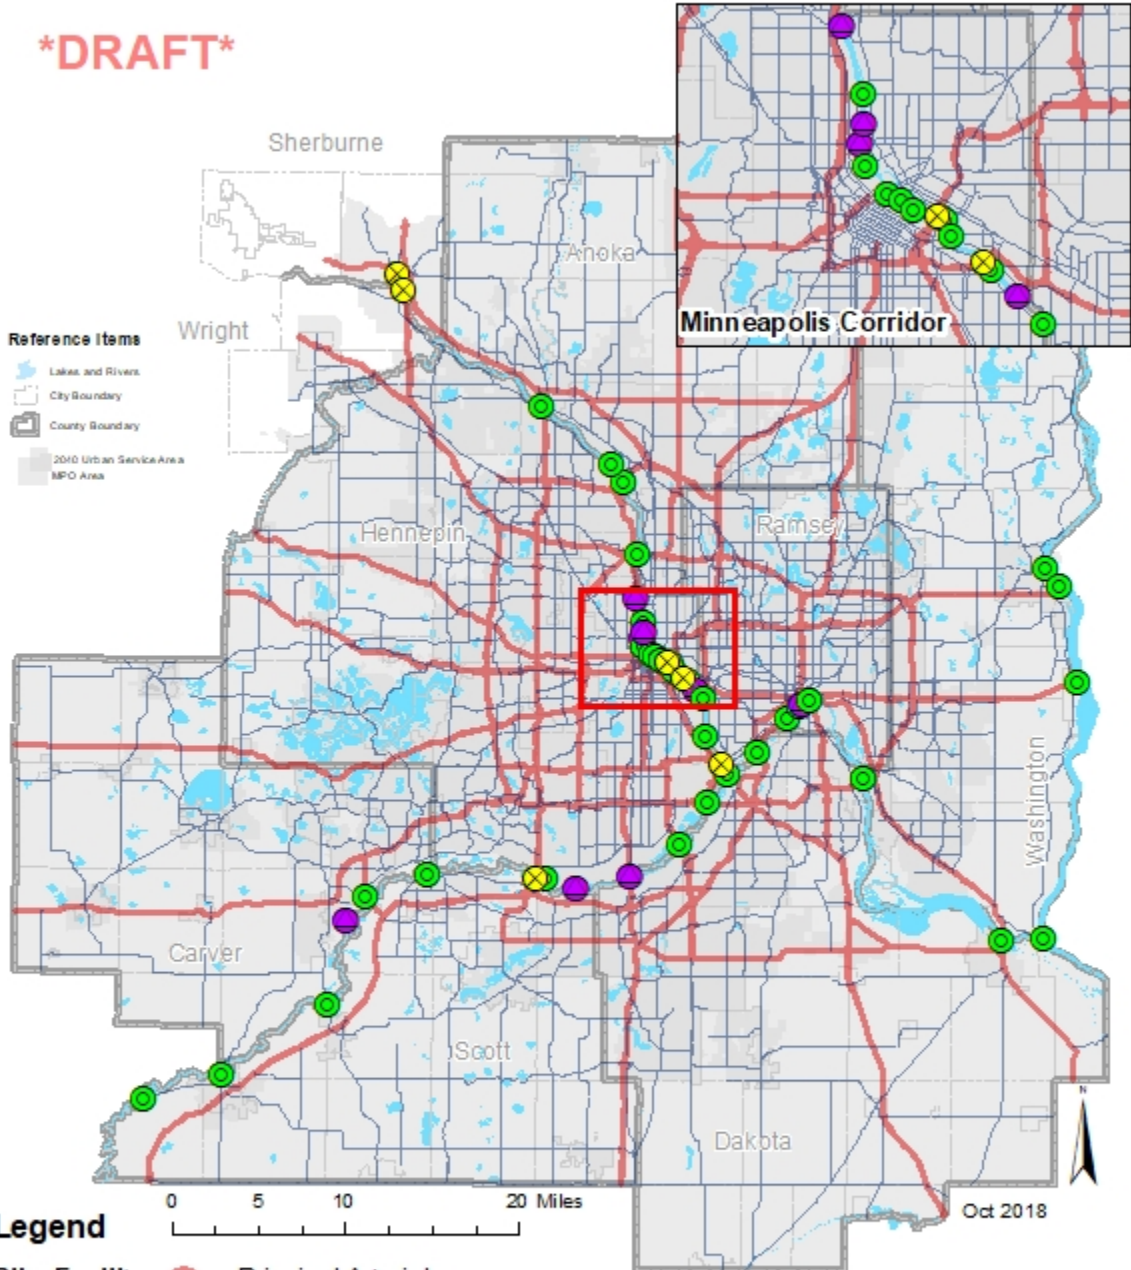 *DRAFT*
Sherburne
Anoka
Minneapolis Corridor
Wright
Reference Items
Lakes and Rivers
City Boundary
County Boundary
2040 Urban Service Area
MPO Area
Hennepin
Ramsey
Washington
Carver
Scott
Dakota
N
0 5 10 20 Miles
Oct 2018
Legend